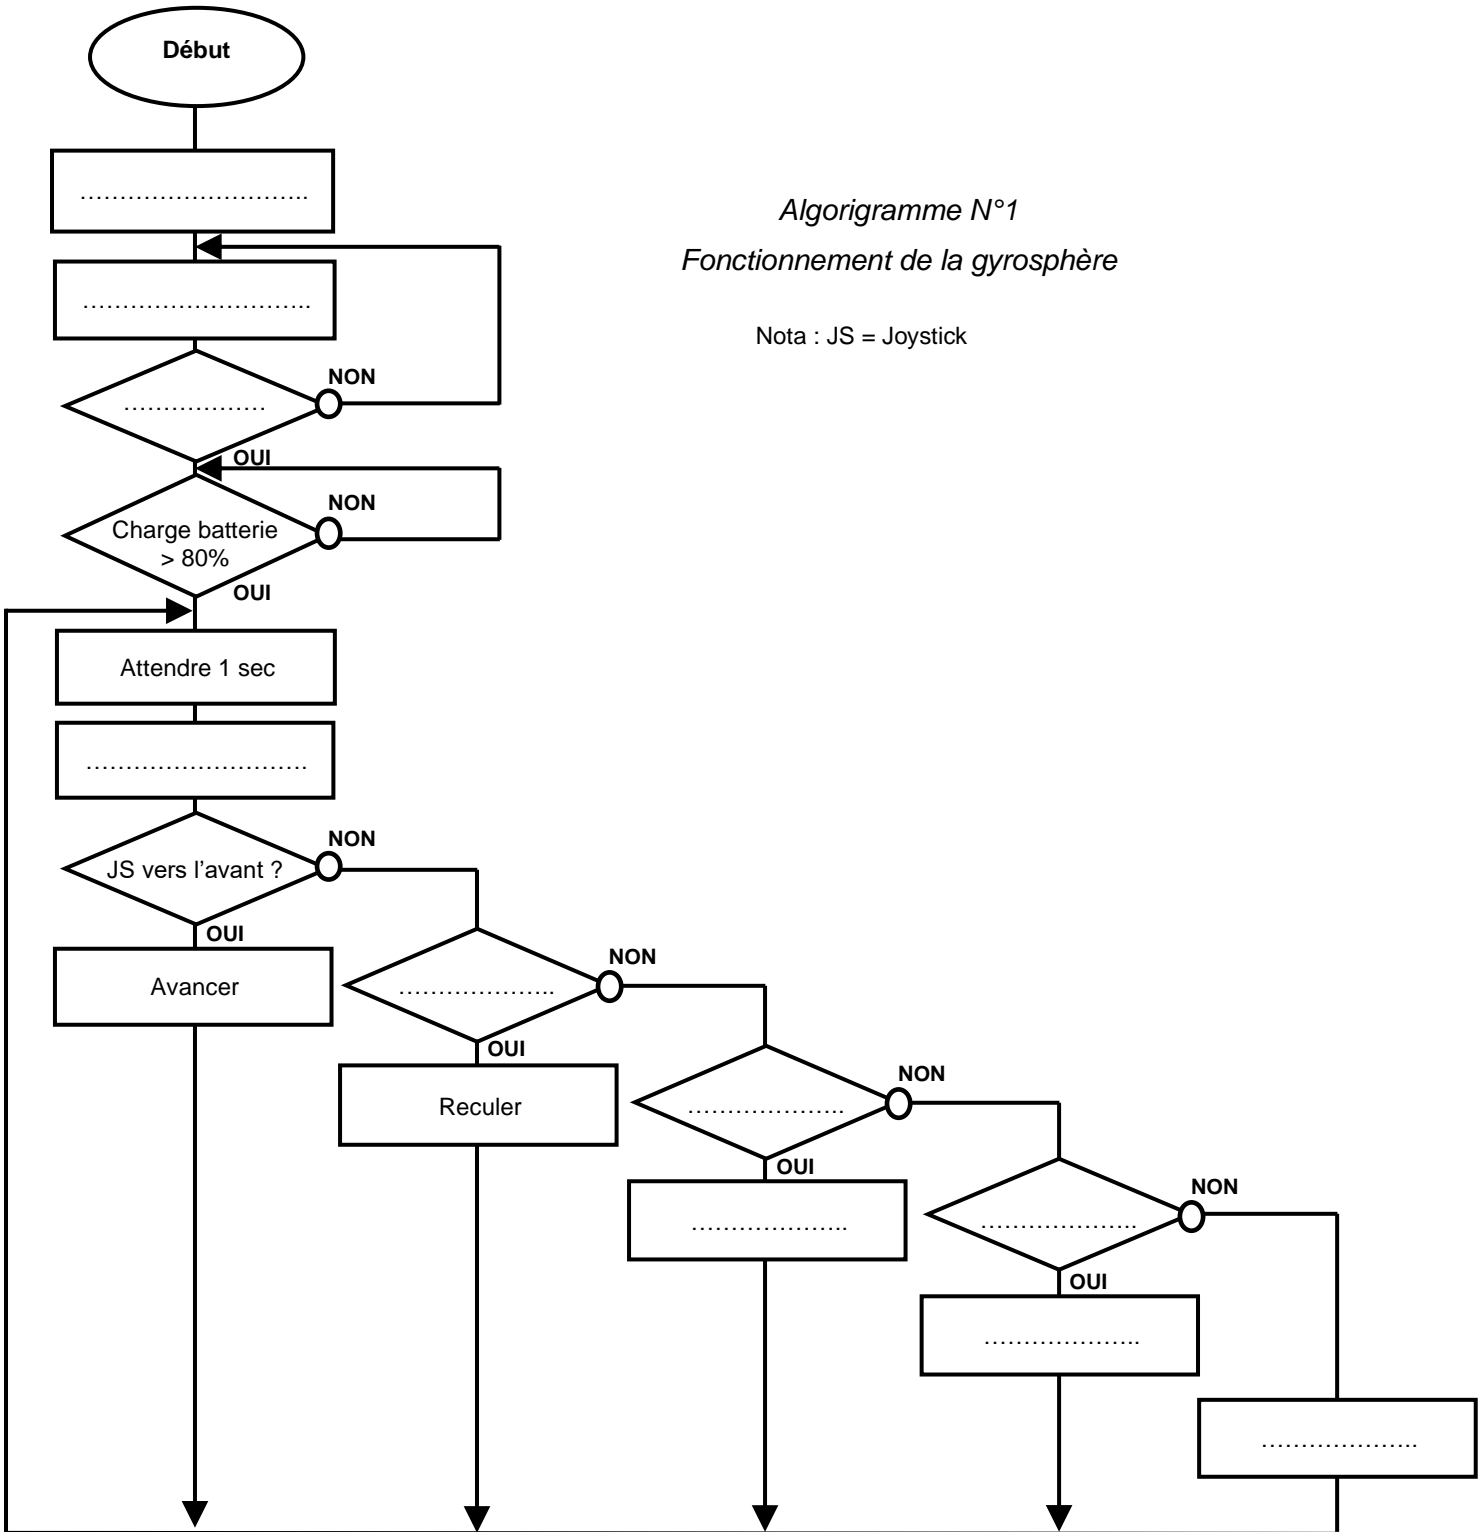 Début
………………………..
Algorigramme N°1
Fonctionnement de la gyrosphère
………………………..
Nota : JS = Joystick
NON
………………
OUI
NON
Charge batterie
> 80%
OUI
Attendre 1 sec
……………………….
NON
JS vers l’avant ?
OUI
Avancer
NON
………………..
OUI
Reculer
NON
………………..
OUI
………………..
NON
………………..
OUI
………………..
………………..